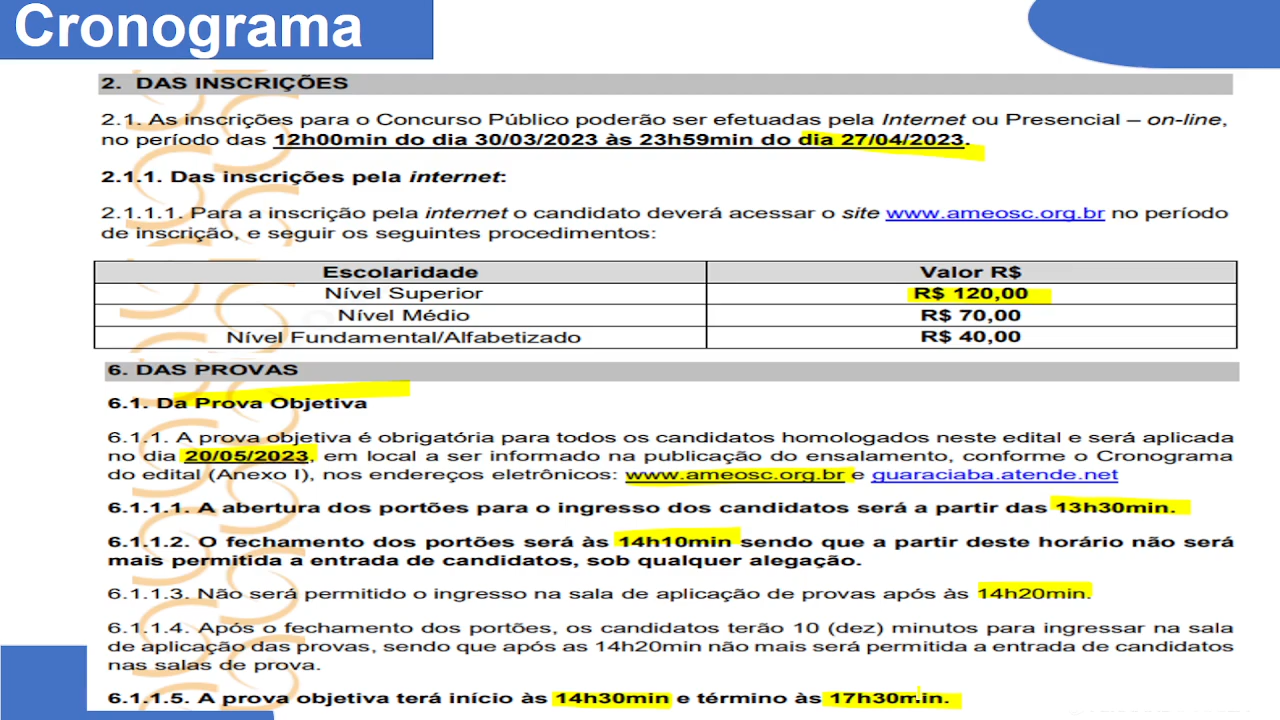 Cronograma
2. DAS INSCRIÇÕES
2.1. As inscrições para o Concurso Público poderão ser efetuadas pela Internet ou Presencial – on-line,
no período das 12h00min do dia 30/03/2023 às 23h59min do dia 27/04/2023.
2.1.1. Das inscrições pela internet:
2.1.1.1. Para a inscrição pela internet o candidato deverá acessar o site www.ameosc.org.br no período
de inscrição, e seguir os seguintes procedimentos:
Escolaridade Valor R$
Nível Superior R$ 120,00
Nível Médio R$ 70,00
Nível Fundamental/Alfabetizado R$ 40,00
6. DAS PROVAS
6.1. Da Prova Objetiva
6.1.1. A prova objetiva é obrigatória para todos os candidatos homologados neste edital e será aplicada
no dia 20/05/2023, em local a ser informado na publicação do ensalamento, conforme o Cronograma
do edital (Anexo I), nos endereços eletrônicos: www.ameosc.org.br e guaraciaba.atende.net
6.1.1.1. A abertura dos portões para o ingresso dos candidatos será a partir das 13h30min.
6.1.1.2. O fechamento dos portões será às 14h10min sendo que a partir deste horário não será
mais permitida a entrada de candidatos, sob qualquer alegação.
6.1.1.3. Não será permitido o ingresso na sala de aplicação de provas após às 14h20min.
6.1.1.4. Após o fechamento dos portões, os candidatos terão 10 (dez) minutos para ingressar na sala
de aplicação das provas, sendo que após as 14h20min não mais será permitida a entrada de candidatos
nas salas de prova.
6.1.1.5. A prova objetiva terá início às 14h30min e término às 17h30min.